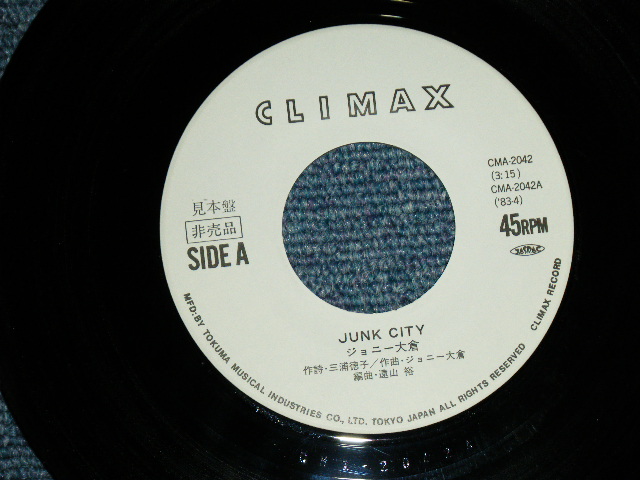 CLIMAX
CMA-2042
(3:15)
CMA-2042A
('83·4)
45RPM
見本盤
非売品
SIDE A
JUNK CITY
ジョニー大倉
作詩・三浦徳子/作曲・ジョニー大倉
編曲・遠山 裕
MFD. BY TOKUMA MUSICAL INDUSTRIES CO., LTD. TOKYO JAPAN ALL RIGHTS RESERVED CLIMAX RECORD